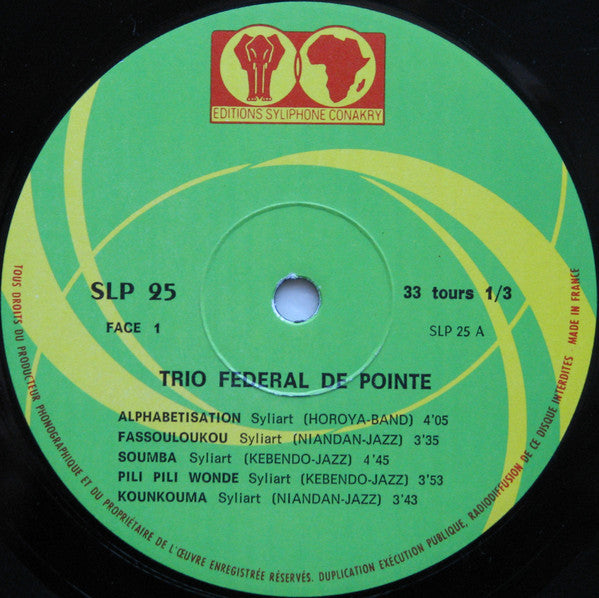 EDITIONS SYLIPHONE CONAKRY
SLP 25
33 tours 1/3
FACE 1
SLP 25 A
TRIO FEDERAL DE POINTE
ALPHABETISATION Syliart (HOROYA-BAND) 4'05
FASSOULOUKOU Syliart (NIANDAN-JAZZ) 3'35
SOUMBA Syliart (KEBENDO-JAZZ) 4'45
PILI PILI WONDE Syliart (KEBENDO-JAZZ) 3'53
KOUNKOUMA Syliart (NIANDAN-JAZZ) 3'43
TOUS DROITS DU PRODUCTEUR PHONOGRAPHIQUE ET DU PROPRIÉTAIRE DE L'ŒUVRE ENREGISTRÉE RÉSERVÉS. DUPLICATION EXÉCUTION PUBLIQUE, RADIODIFFUSION DE CE DISQUE INTERDITES MADE IN FRANCE